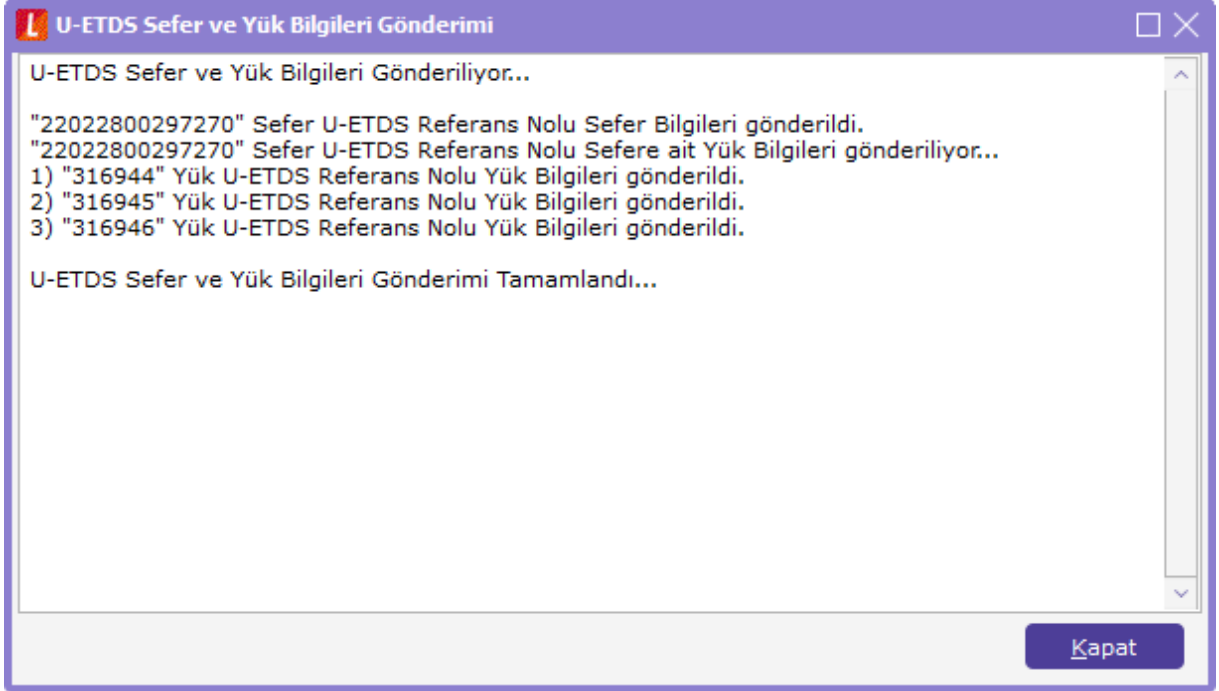 U-ETDS Sefer ve Yük Bilgileri Gönderimi
U-ETDS Sefer ve Yük Bilgileri Gönderiliyor...
"22022800297270" Sefer U-ETDS Referans Nolu Sefer Bilgileri gönderildi.
"22022800297270" Sefer U-ETDS Referans Nolu Sefere ait Yük Bilgileri gönderiliyor...
1) "316944" Yük U-ETDS Referans Nolu Yük Bilgileri gönderildi.
2) "316945" Yük U-ETDS Referans Nolu Yük Bilgileri gönderildi.
3) "316946" Yük U-ETDS Referans Nolu Yük Bilgileri gönderildi.
U-ETDS Sefer ve Yük Bilgileri Gönderimi Tamamlandı...
Kapat